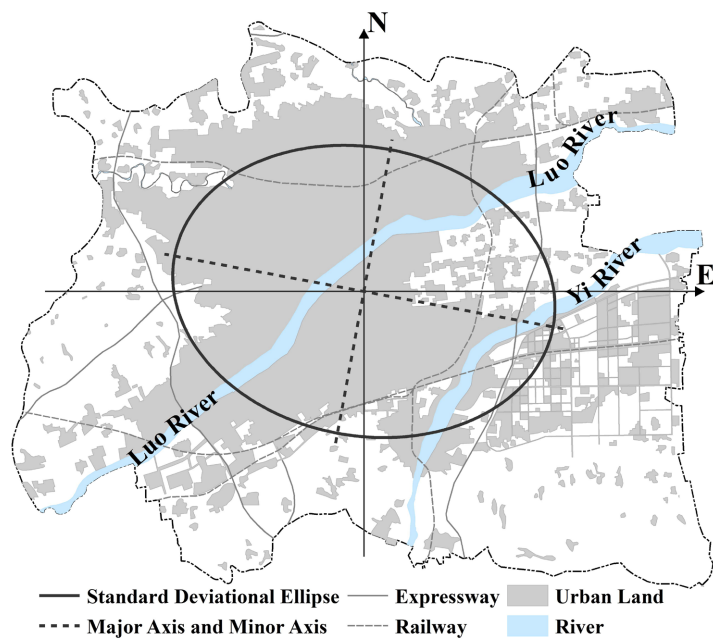 N
Luo River
Yi River
E
Luo River
Standard Deviational Ellipse
Expressway
Urban Land
Major Axis and Minor Axis
Railway
River